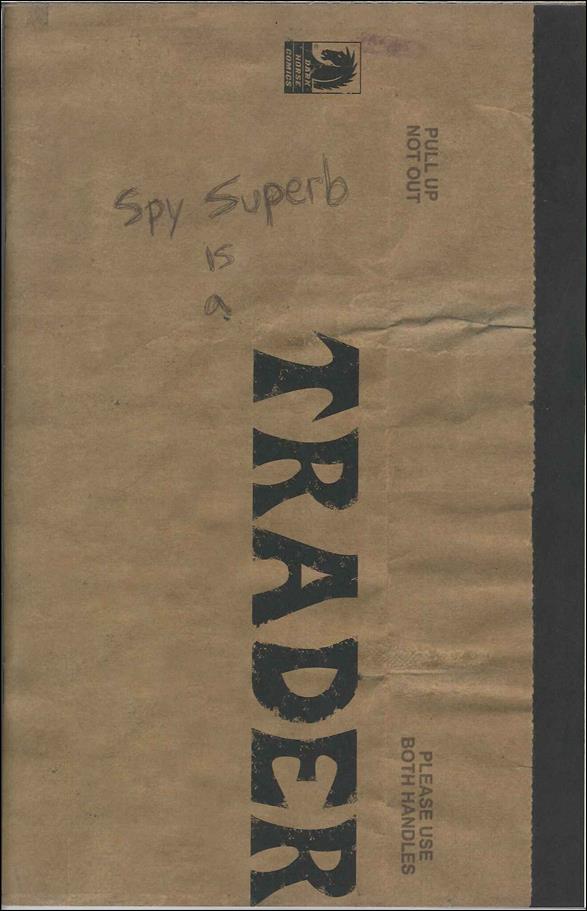 DARK
HORSE
COMICS
PULL UP
NOT OUT
Spy Superb
is
a
TRADER
PLEASE USE
BOTH HANDLES